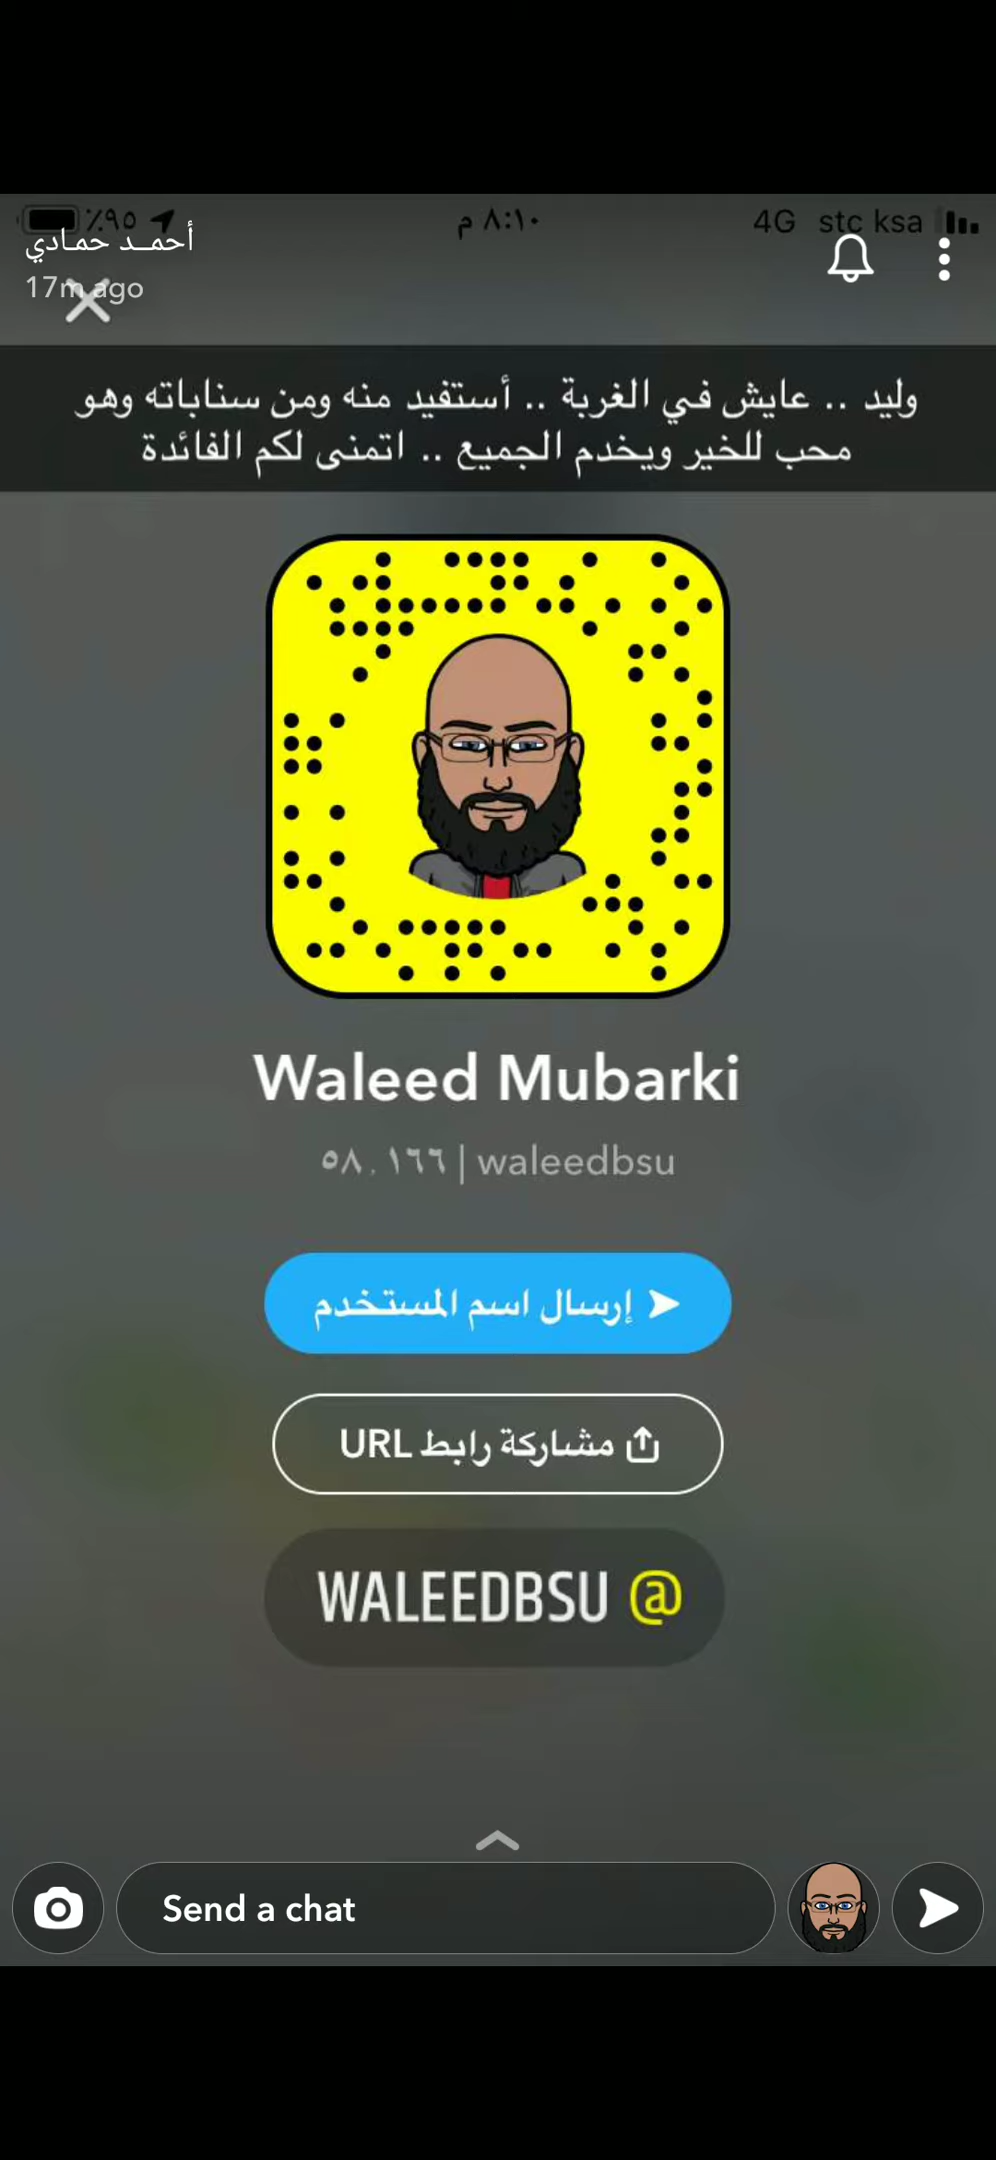 ٪٩٥
٨:١٠ م
4G stc ksa
أحمـد حمـادي
17m ago
وليد .. عايش في الغربة .. أستفيد منه ومن سناباته وهو
محب للخير ويخدم الجميع .. اتمنى لكم الفائدة
Waleed Mubarki
٥٨,١٦٦ | waleedbsu
إرسال اسم المستخدم
مشاركة رابط URL
WALEEDBSU @
Send a chat